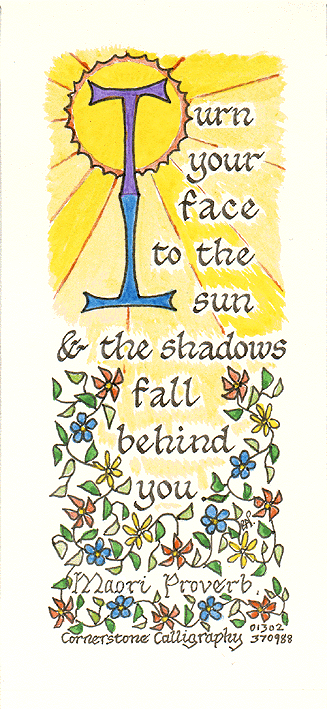 Turn
your
face
to the
sun
& the shadows
fall
behind
you.
Maori Proverb.
Cornerstone Calligraphy 01302 370988